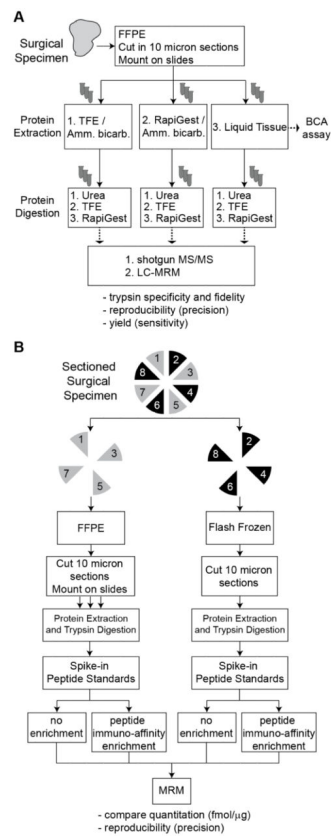 A
Surgical
Specimen
FFPE
Cut in 10 micron sections
Mount on slides
Protein
Extraction
1. TFE /
Amm. bicarb.
2. RapiGest /
Amm. bicarb.
3. Liquid Tissue
BCA
assay
Protein
Digestion
1. Urea
2. TFE
3. RapiGest
1. Urea
2. TFE
3. RapiGest
1. Urea
2. TFE
3. RapiGest
1. shotgun MS/MS
2. LC-MRM
- trypsin specificity and fidelity
- reproducibility (precision)
- yield (sensitivity)
B
Sectioned
Surgical
Specimen
1
2
3
4
5
6
7
8
1
3
5
7
2
4
6
8
FFPE
Flash Frozen
Cut 10 micron
sections
Mount on slides
Cut 10 micron
sections
Protein Extraction
and Trypsin Digestion
Protein Extraction
and Trypsin Digestion
Spike-in
Peptide Standards
Spike-in
Peptide Standards
no
enrichment
peptide
immuno-affinity
enrichment
no
enrichment
peptide
immuno-affinity
enrichment
MRM
- compare quantitation (fmol/µg)
- reproducibility (precision)